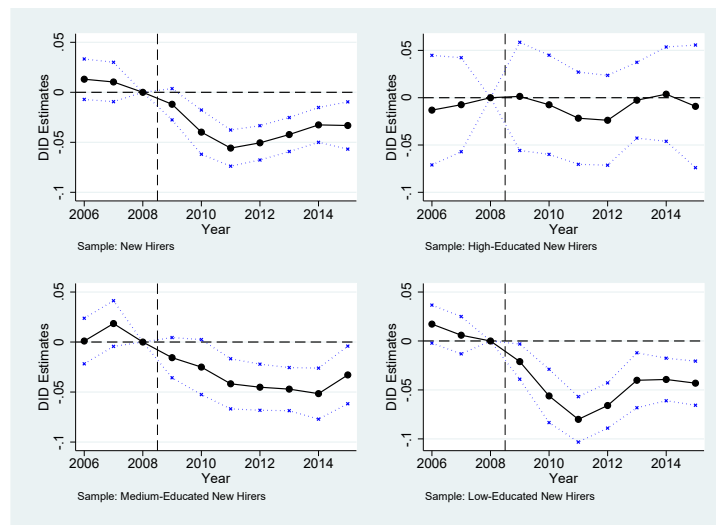 .05
0
-.05
-.1
DID Estimates
2006 2008 2010 2012 2014
Year
Sample: New Hirers
.05
0
-.05
-.1
DID Estimates
2006 2008 2010 2012 2014
Year
Sample: High-Educated New Hirers
.05
0
-.05
-.1
DID Estimates
2006 2008 2010 2012 2014
Year
Sample: Medium-Educated New Hirers
.05
0
-.05
-.1
DID Estimates
2006 2008 2010 2012 2014
Year
Sample: Low-Educated New Hirers